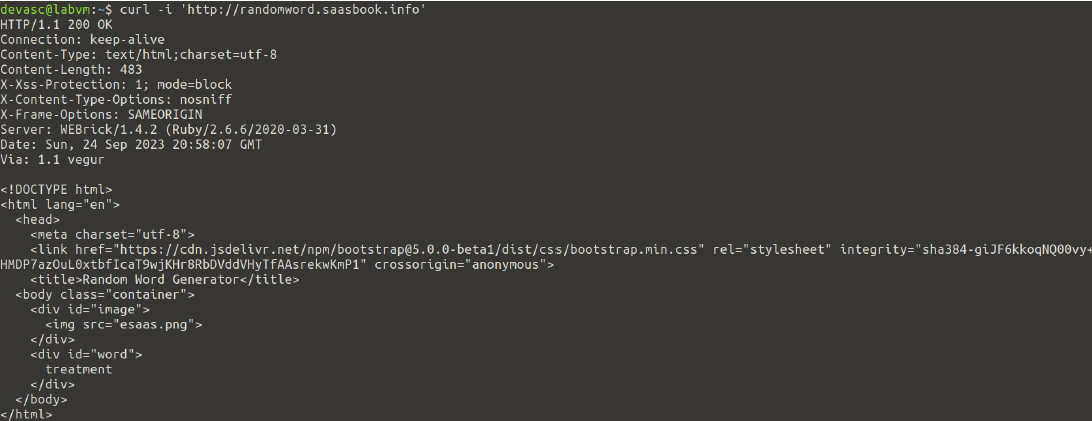 devasc@labvm:~$ curl -i 'http://randomword.saasbook.info'
HTTP/1.1 200 OK
Connection: keep-alive
Content-Type: text/html;charset=utf-8
Content-Length: 483
X-Xss-Protection: 1; mode=block
X-Content-Type-Options: nosniff
X-Frame-Options: SAMEORIGIN
Server: WEBrick/1.4.2 (Ruby/2.6.6/2020-03-31)
Date: Sun, 24 Sep 2023 20:58:07 GMT
Via: 1.1 vegur

<!DOCTYPE html>
<html lang="en">
  <head>
    <meta charset="utf-8">
    <link href="https://cdn.jsdelivr.net/npm/bootstrap@5.0.0-beta1/dist/css/bootstrap.min.css" rel="stylesheet" integrity="sha384-giJF6kkoqNQ00vy+
HMDP7azOuL0xtbfIcaT9wjKHr8RbDVddVHyTfAAsrekwKmP1" crossorigin="anonymous">
    <title>Random Word Generator</title>
  <body class="container">
    <div id="image">
      <img src="esaas.png">
    </div>
    <div id="word">
      treatment
    </div>
  </body>
</html>